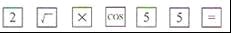 2 √ × COS 5 5 =